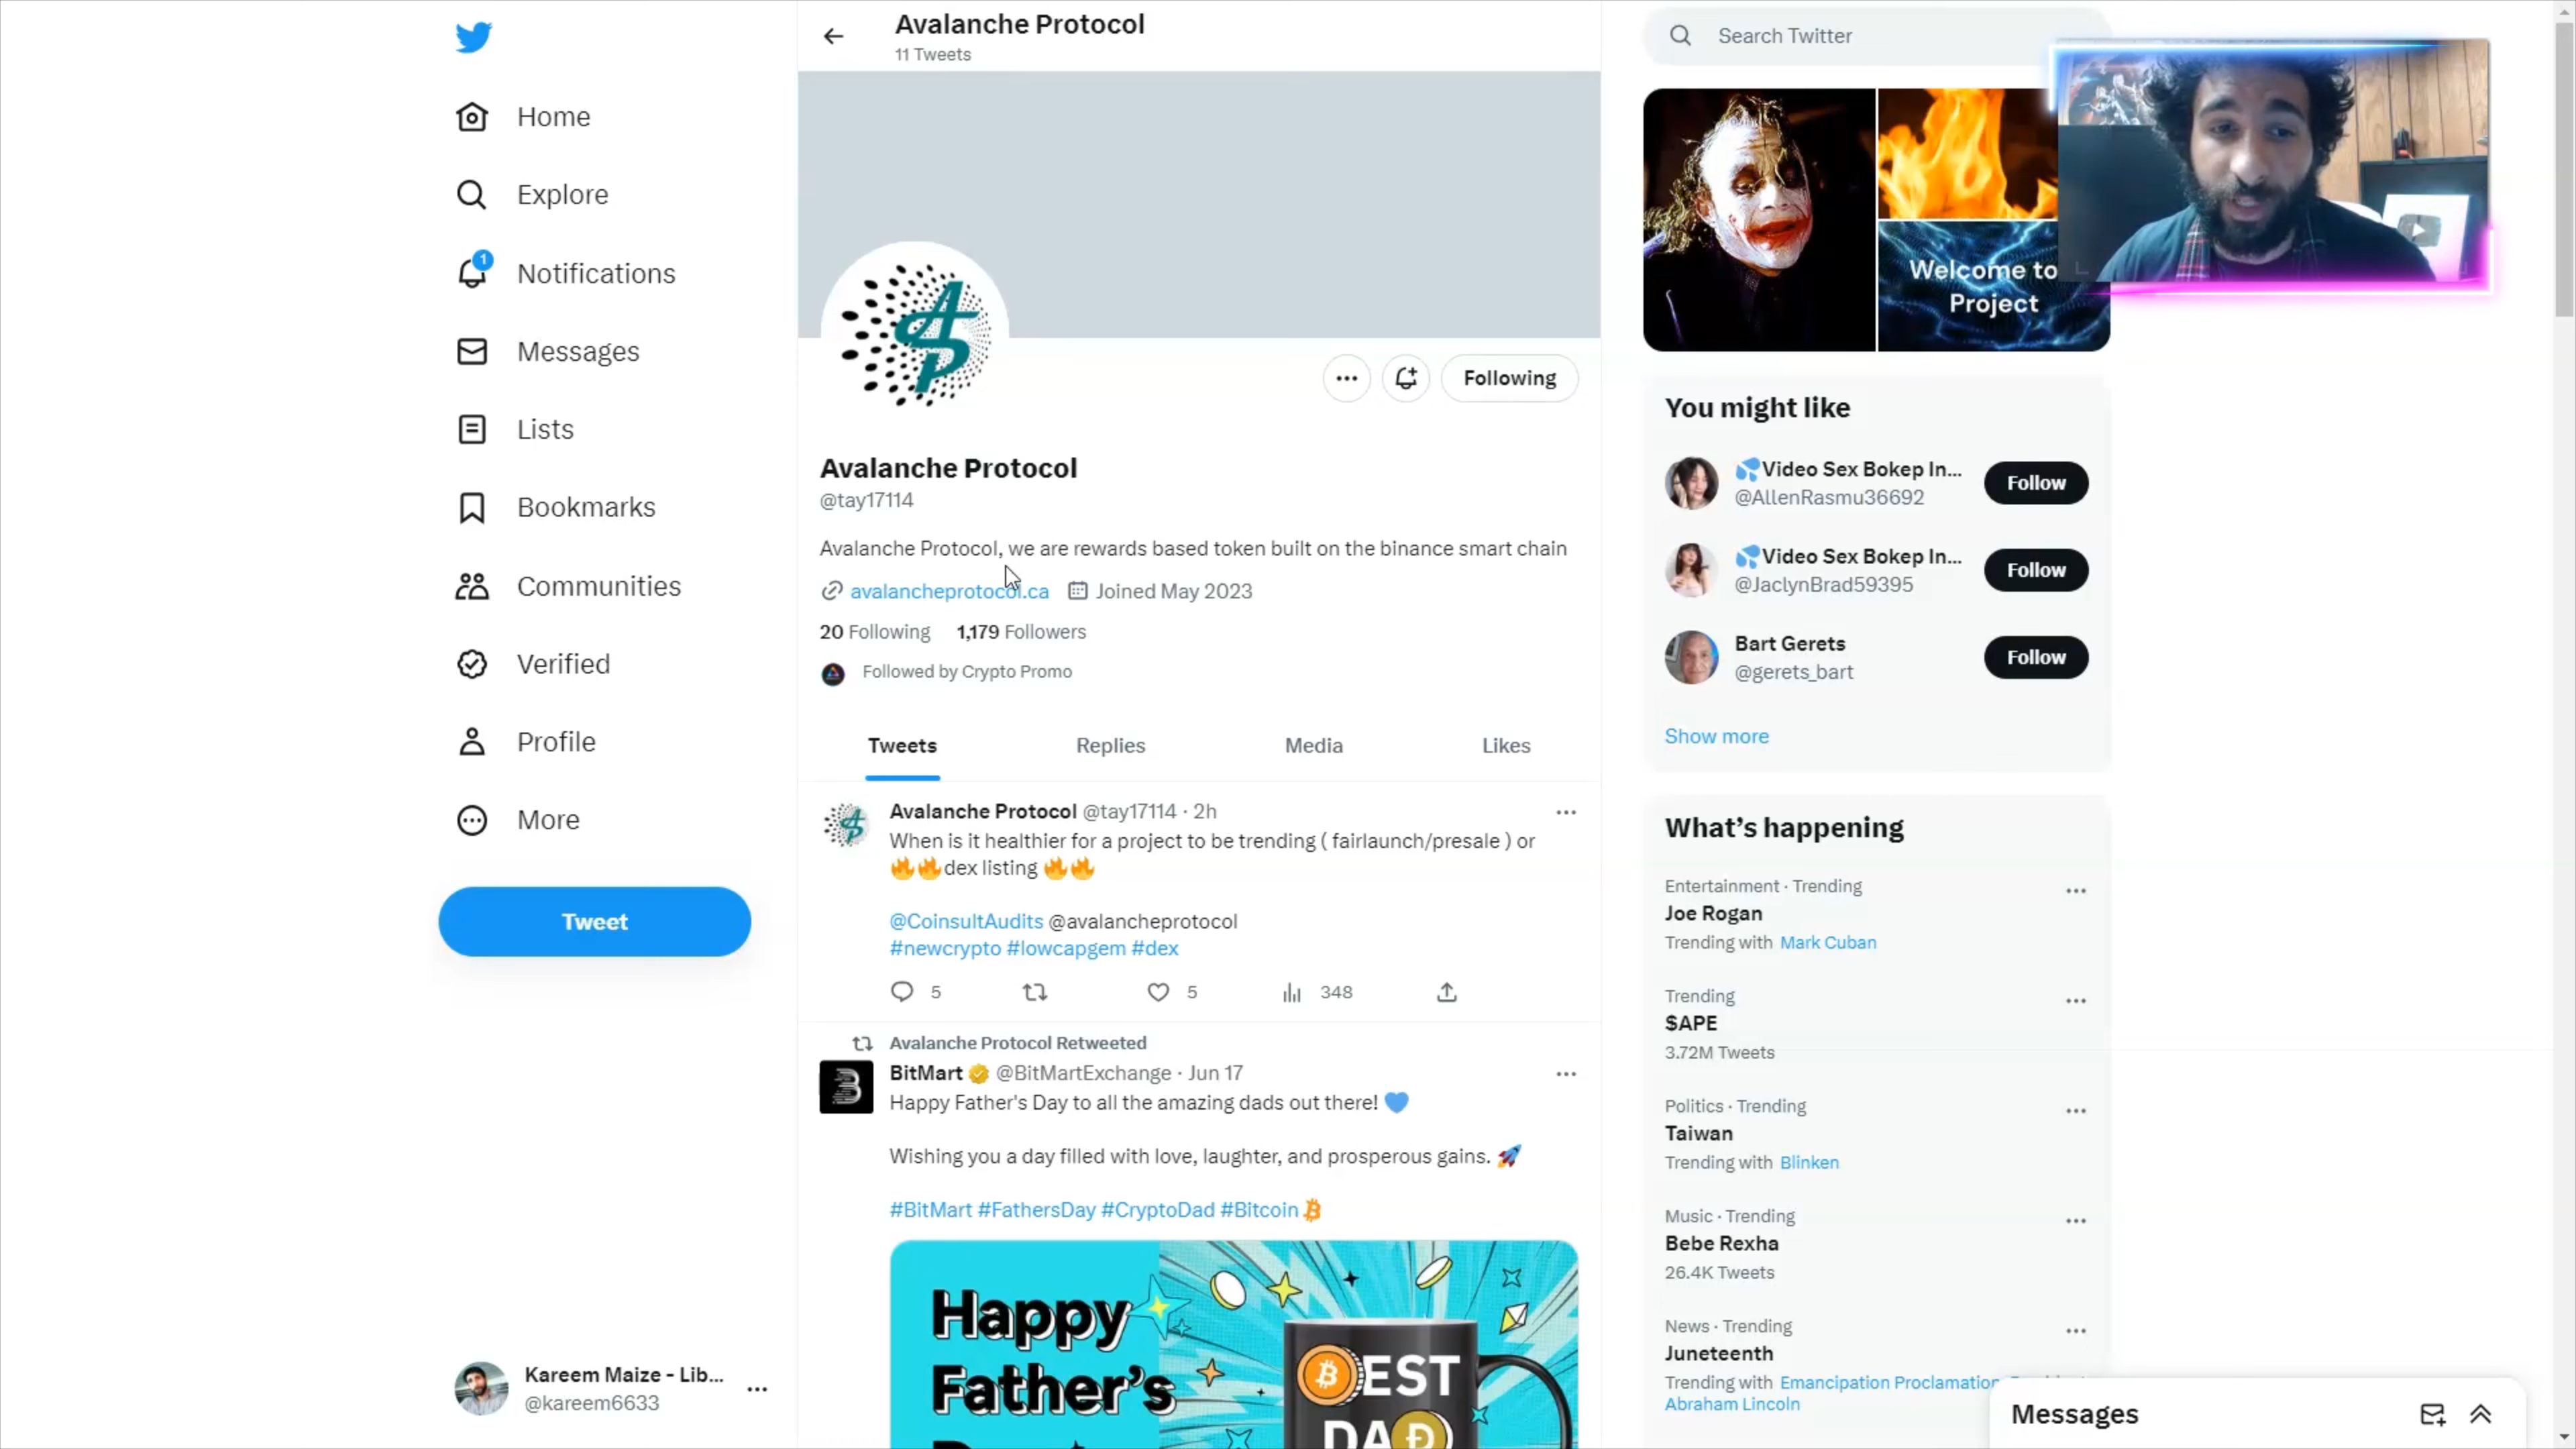 Avalanche Protocol
11 Tweets
Search Twitter
Home
Explore
1
Notifications
Messages
Lists
Bookmarks
Communities
Verified
Profile
More
Tweet
Kareem Maize - Lib...
@kareem6633
Following
Avalanche Protocol
@tay17114
Avalanche Protocol, we are rewards based token built on the binance smart chain
avalancheprotocol.ca Joined May 2023
20 Following 1,179 Followers
Followed by Crypto Promo
Tweets Replies Media Likes
Avalanche Protocol @tay17114 · 2h
When is it healthier for a project to be trending ( fairlaunch/presale ) or
🔥🔥dex listing 🔥🔥
@CoinsultAudits @avalancheprotocol
#newcrypto #lowcapgem #dex
5 5 348
Avalanche Protocol Retweeted
BitMart @BitMartExchange · Jun 17
Happy Father's Day to all the amazing dads out there! 💙
Wishing you a day filled with love, laughter, and prosperous gains. 🚀
#BitMart #FathersDay #CryptoDad #Bitcoin
Happy
Father's
BEST
DAD
Welcome to
Project
You might like
💦Video Sex Bokep In...
@AllenRasmu36692
Follow
💦Video Sex Bokep In...
@JaclynBrad59395
Follow
Bart Gerets
@gerets_bart
Follow
Show more
What's happening
Entertainment · Trending
Joe Rogan
Trending with Mark Cuban
Trending
$APE
3.72M Tweets
Politics · Trending
Taiwan
Trending with Blinken
Music · Trending
Bebe Rexha
26.4K Tweets
News · Trending
Juneteenth
Trending with Emancipation Proclamation
Abraham Lincoln
Messages